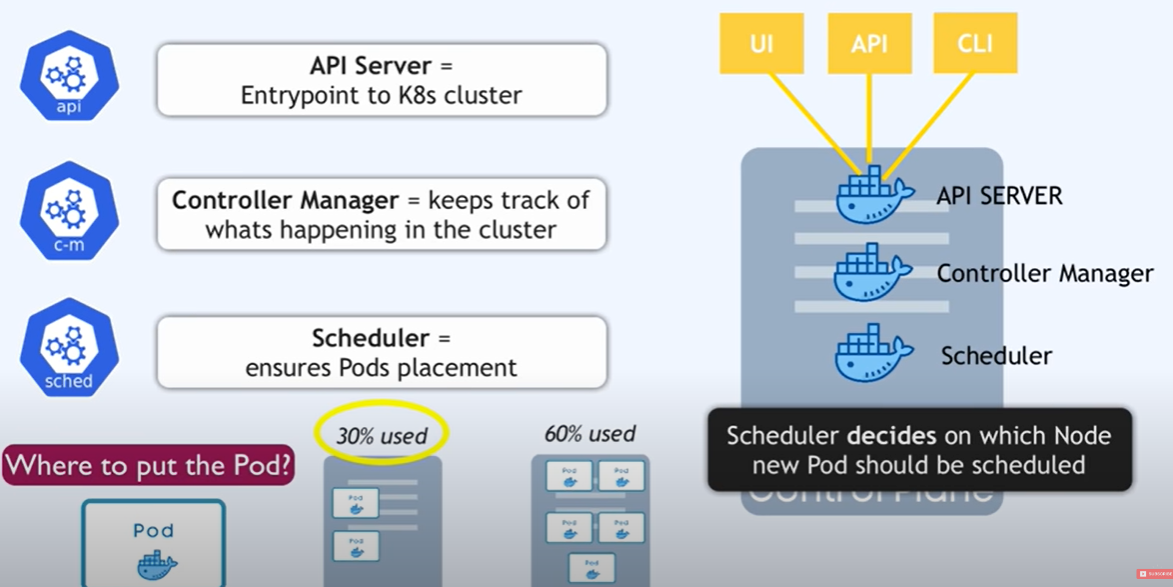 api
API Server =
Entrypoint to K8s cluster
c-m
Controller Manager = keeps track of
whats happening in the cluster
sched
Scheduler =
ensures Pods placement
Where to put the Pod?
Pod
30% used
Pod
Pod
60% used
Pod Pod
Pod Pod
Pod
UI API CLI
API SERVER
Controller Manager
Scheduler
Scheduler decides on which Node
new Pod should be scheduled
Control Plane
SUBSCRIBE